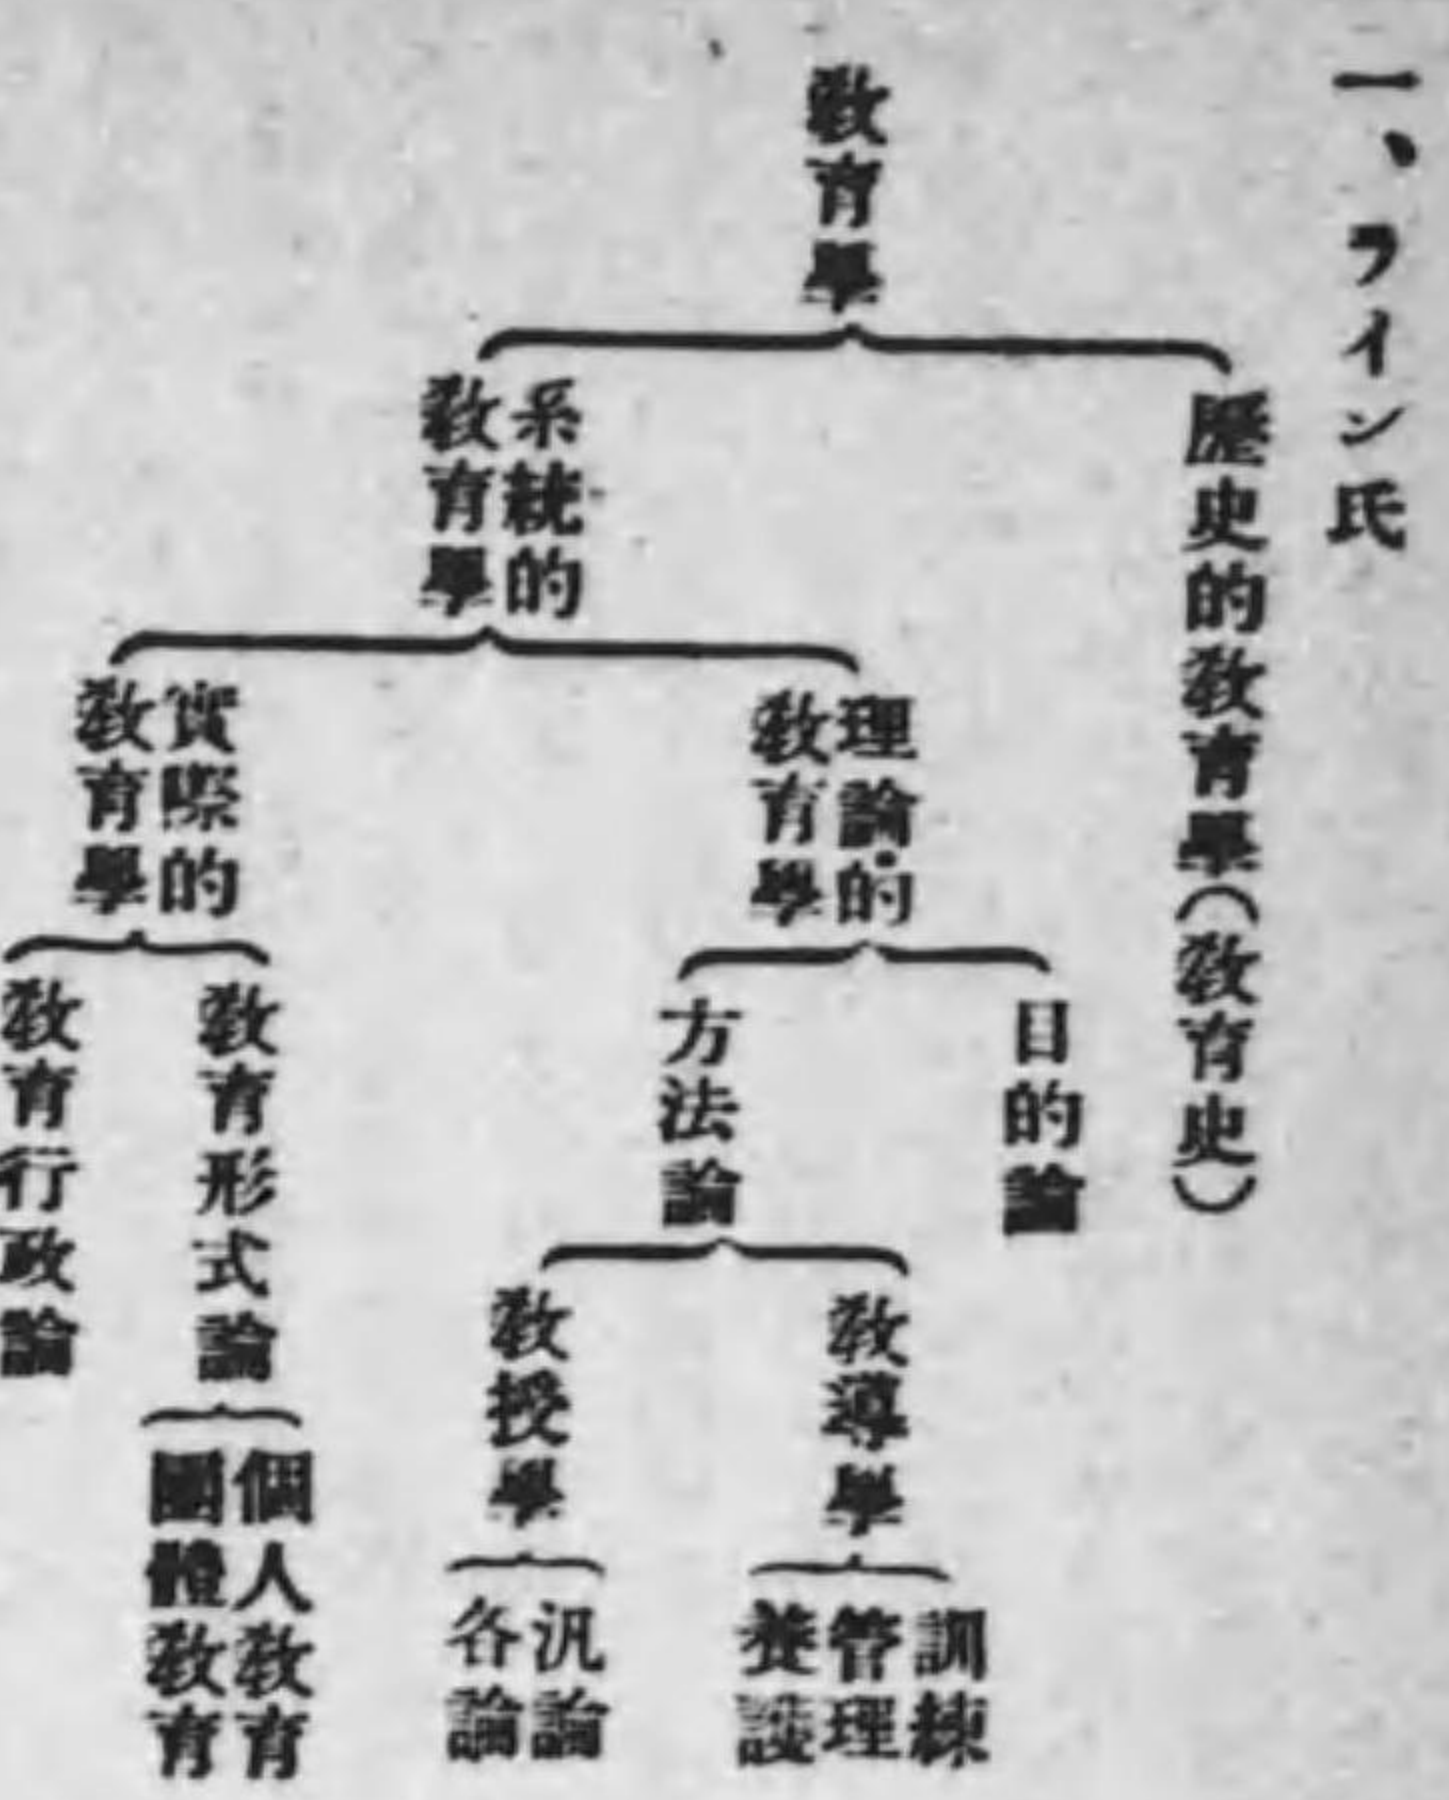 一、ライン氏
教育學
歷史的教育學(教育史)
系統的
教育學
理論的
教育學
目的論
方法論
教導學
訓練
管理
養護
教授學
汎論
各論
實際的
教育學
教育形式論
個人教育
團體教育
教育行政論